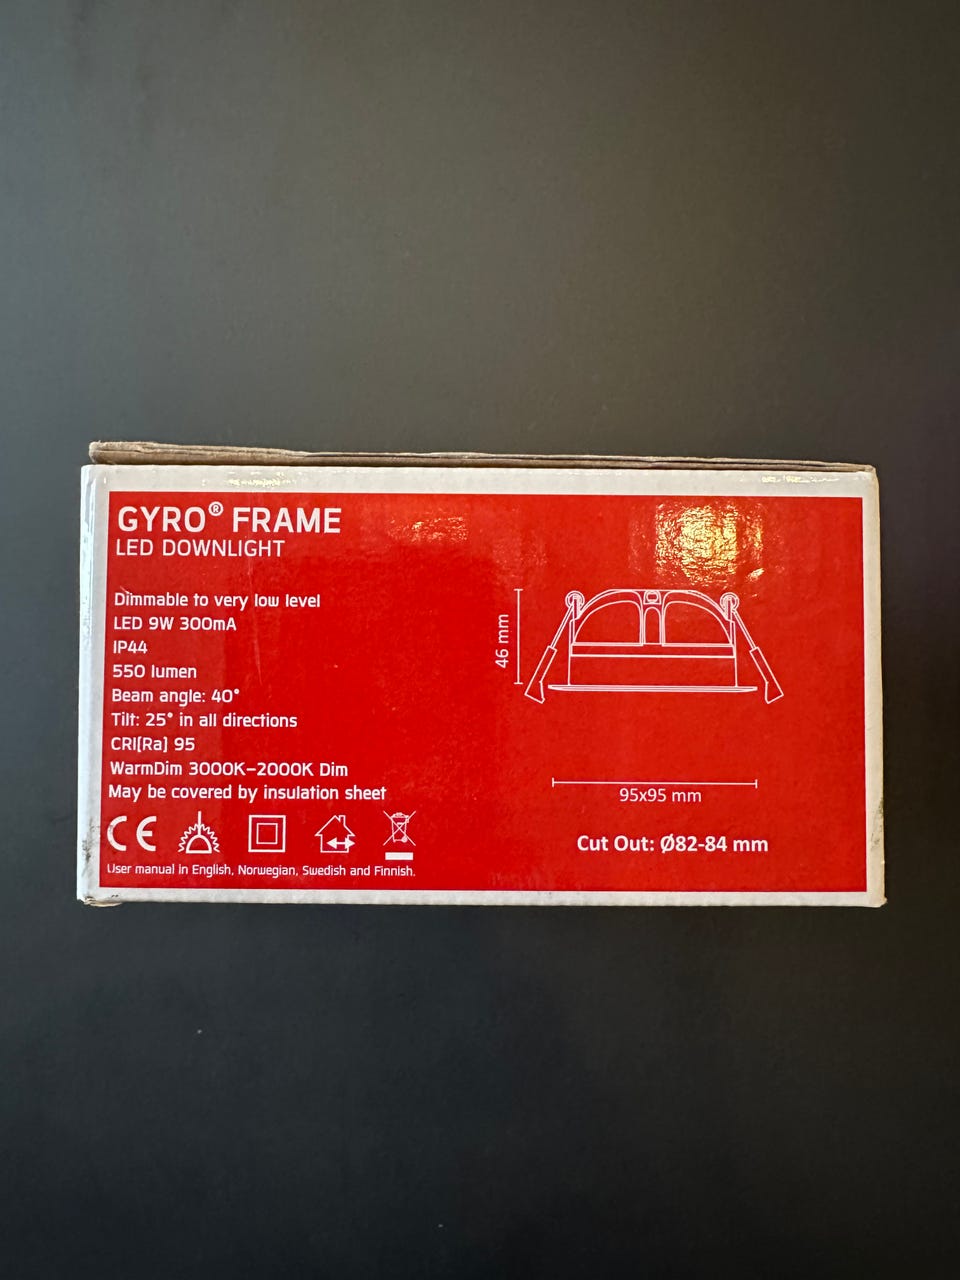 GYRO® FRAME
LED DOWNLIGHT
Dimmable to very low level
LED 9W 300mA
IP44
550 lumen
Beam angle: 40°
Tilt: 25° in all directions
CRI[Ra] 95
WarmDim 3000K–2000K Dim
May be covered by insulation sheet
CE
User manual in English, Norwegian, Swedish and Finnish.
46 mm
95x95 mm
Cut Out: Ø82-84 mm